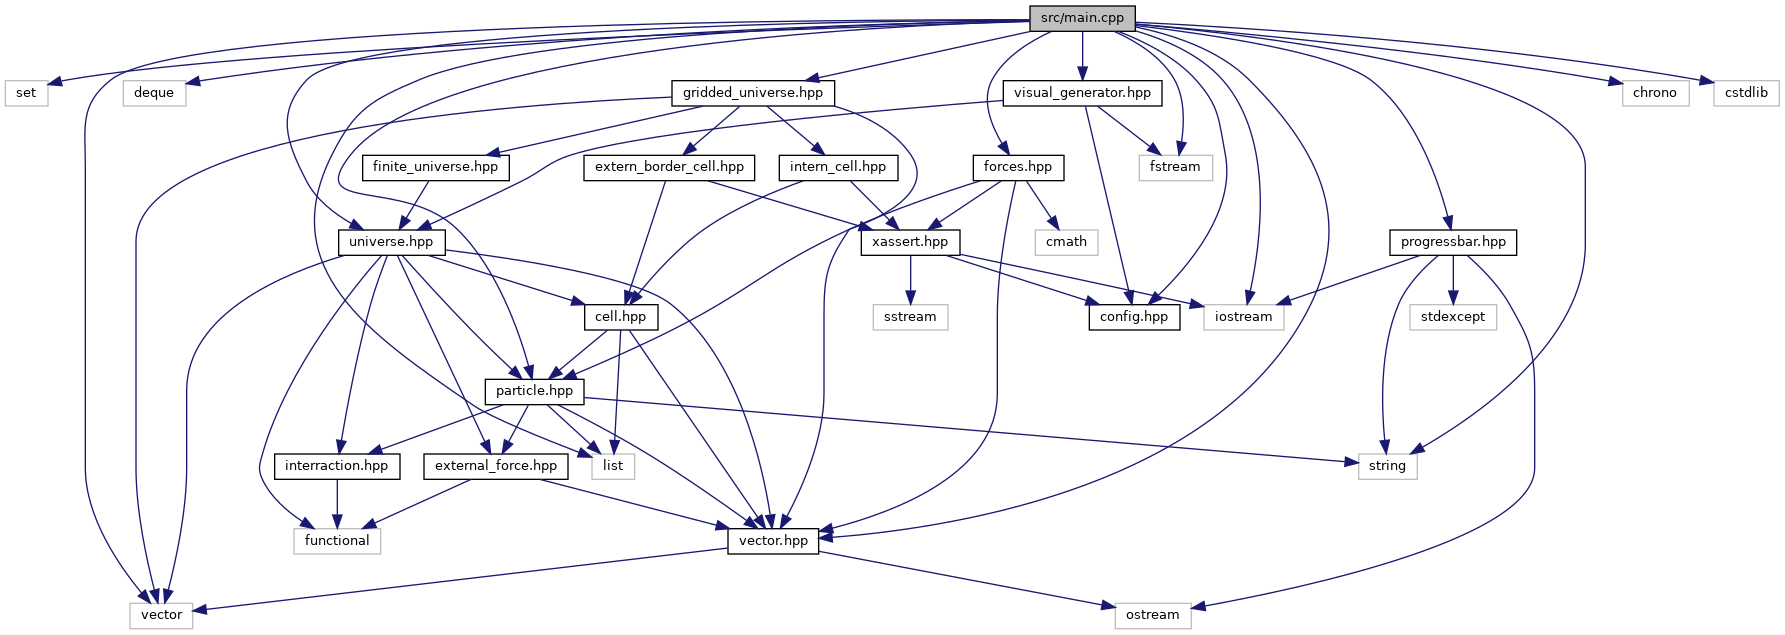 src/main.cpp
set
deque
gridded_universe.hpp
visual_generator.hpp
chrono
cstdlib
finite_universe.hpp
extern_border_cell.hpp
intern_cell.hpp
forces.hpp
fstream
universe.hpp
xassert.hpp
cmath
progressbar.hpp
cell.hpp
sstream
config.hpp
iostream
stdexcept
particle.hpp
interraction.hpp
external_force.hpp
list
string
functional
vector.hpp
vector
ostream